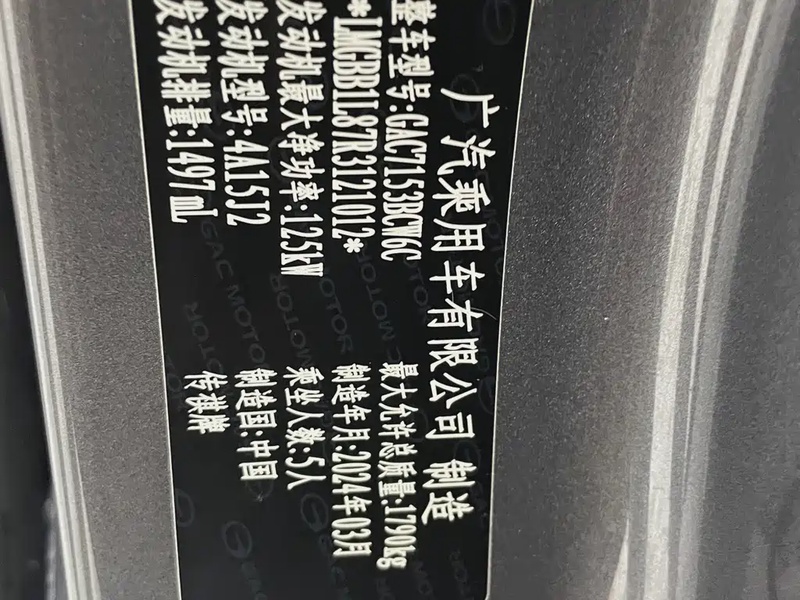 广汽乘用车有限公司 制造
整车型号:GAC7153BCW6C 最大允许总质量:1790kg
*LMGBB1L87R3121012* 制造年月:2024年03月
发动机最大净功率:125kW 乘坐人数:5人
发动机型号:4A15J2 制造国:中国
发动机排量:1497mL 传祺牌
GAC MOTOR